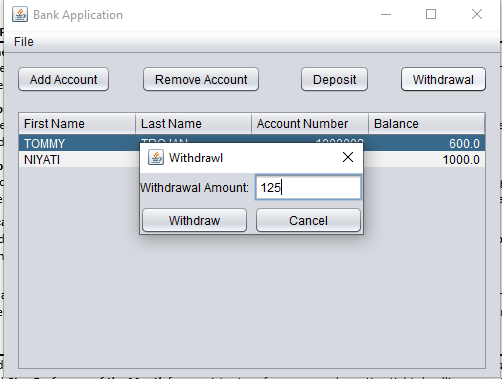 Bank Application
File
Add Account Remove Account Deposit Withdrawal
First Name Last Name Account Number Balance
TOMMY TROJAN 600.0
NIYATI 1000.0
Withdrawl
Withdrawal Amount: 125
Withdraw Cancel